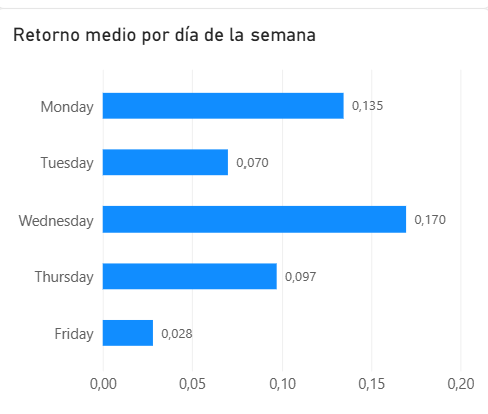 Retorno medio por día de la semana
Monday 0,135
Tuesday 0,070
Wednesday 0,170
Thursday 0,097
Friday 0,028
0,00 0,05 0,10 0,15 0,20